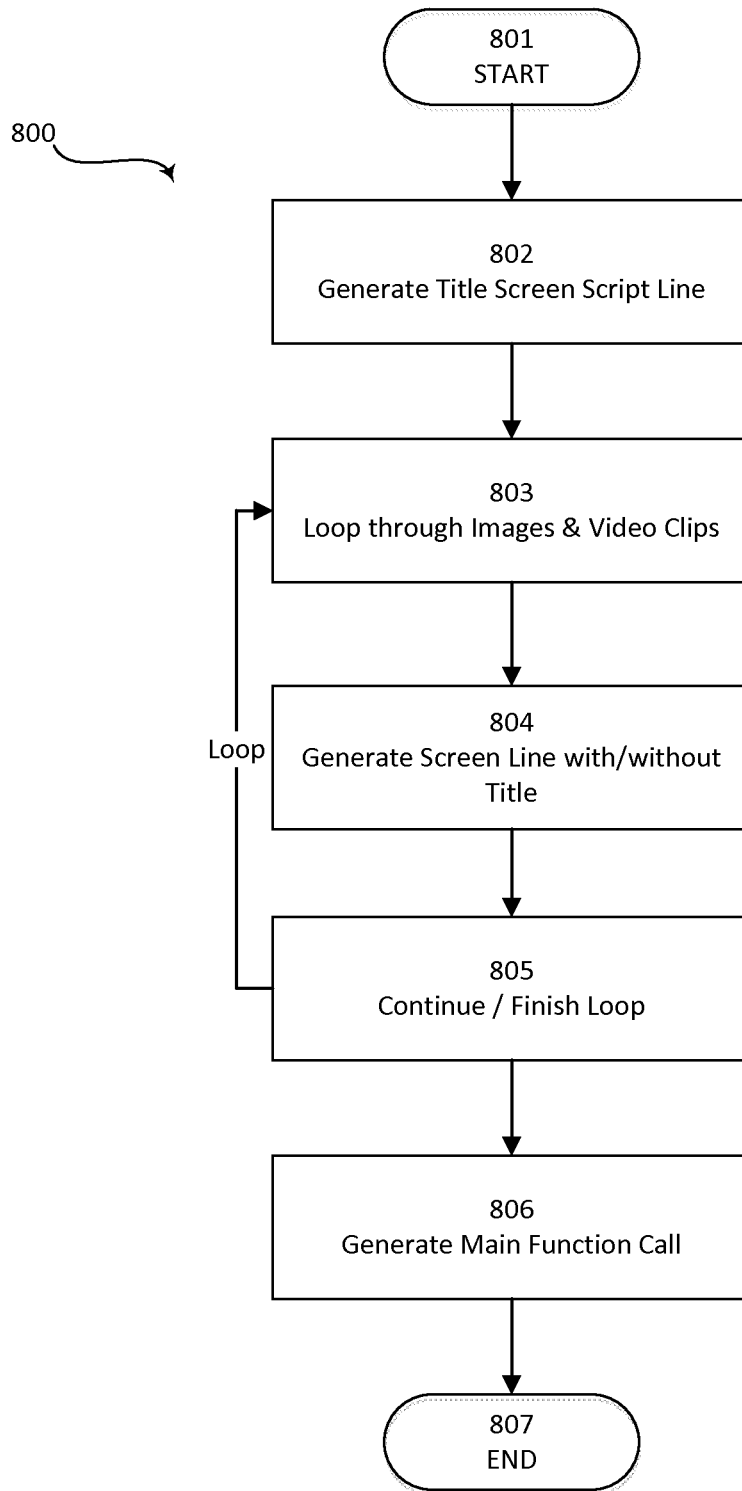 801
START
800
802
Generate Title Screen Script Line
803
Loop through Images & Video Clips
804
Generate Screen Line with/without
Title
Loop
805
Continue / Finish Loop
806
Generate Main Function Call
807
END